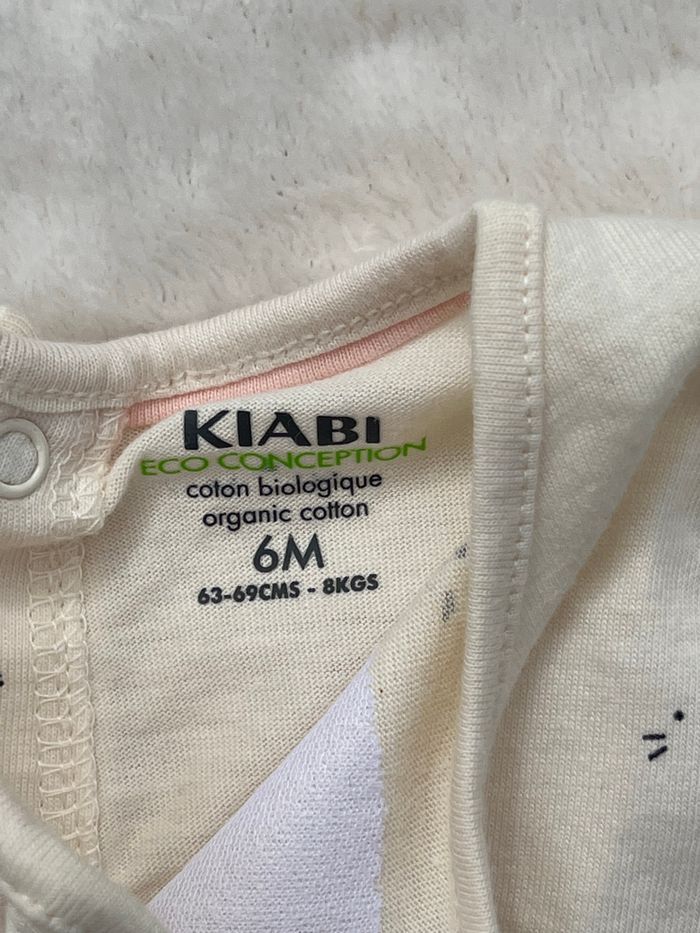 KIABI
ECO CONCEPTION
coton biologique
organic cotton
6M
63-69CMS - 8KGS